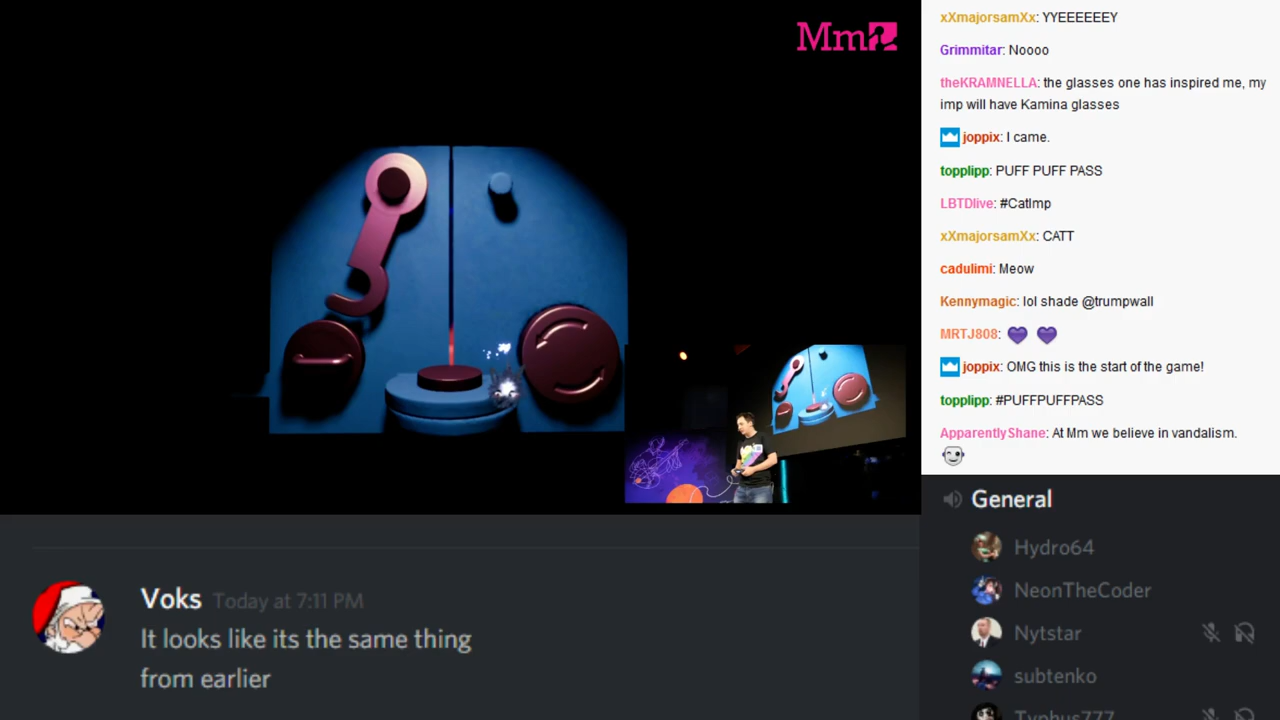 Mm
xXmajorsamXx: YYEEEEEEY
Grimmitar: Noooo
theKRAMNELLA: the glasses one has inspired me, my
imp will have Kamina glasses
joppix: I came.
topplipp: PUFF PUFF PASS
LBTDlive: #CatImp
xXmajorsamXx: CATT
cadulimi: Meow
Kennymagic: lol shade @trumpwall
MRTJ808:
joppix: OMG this is the start of the game!
topplipp: #PUFFPUFFPASS
ApparentlyShane: At Mm we believe in vandalism.
General
Hydro64
NeonTheCoder
Nytstar
subtenko
Typhus777
Voks Today at 7:11 PM
It looks like its the same thing
from earlier